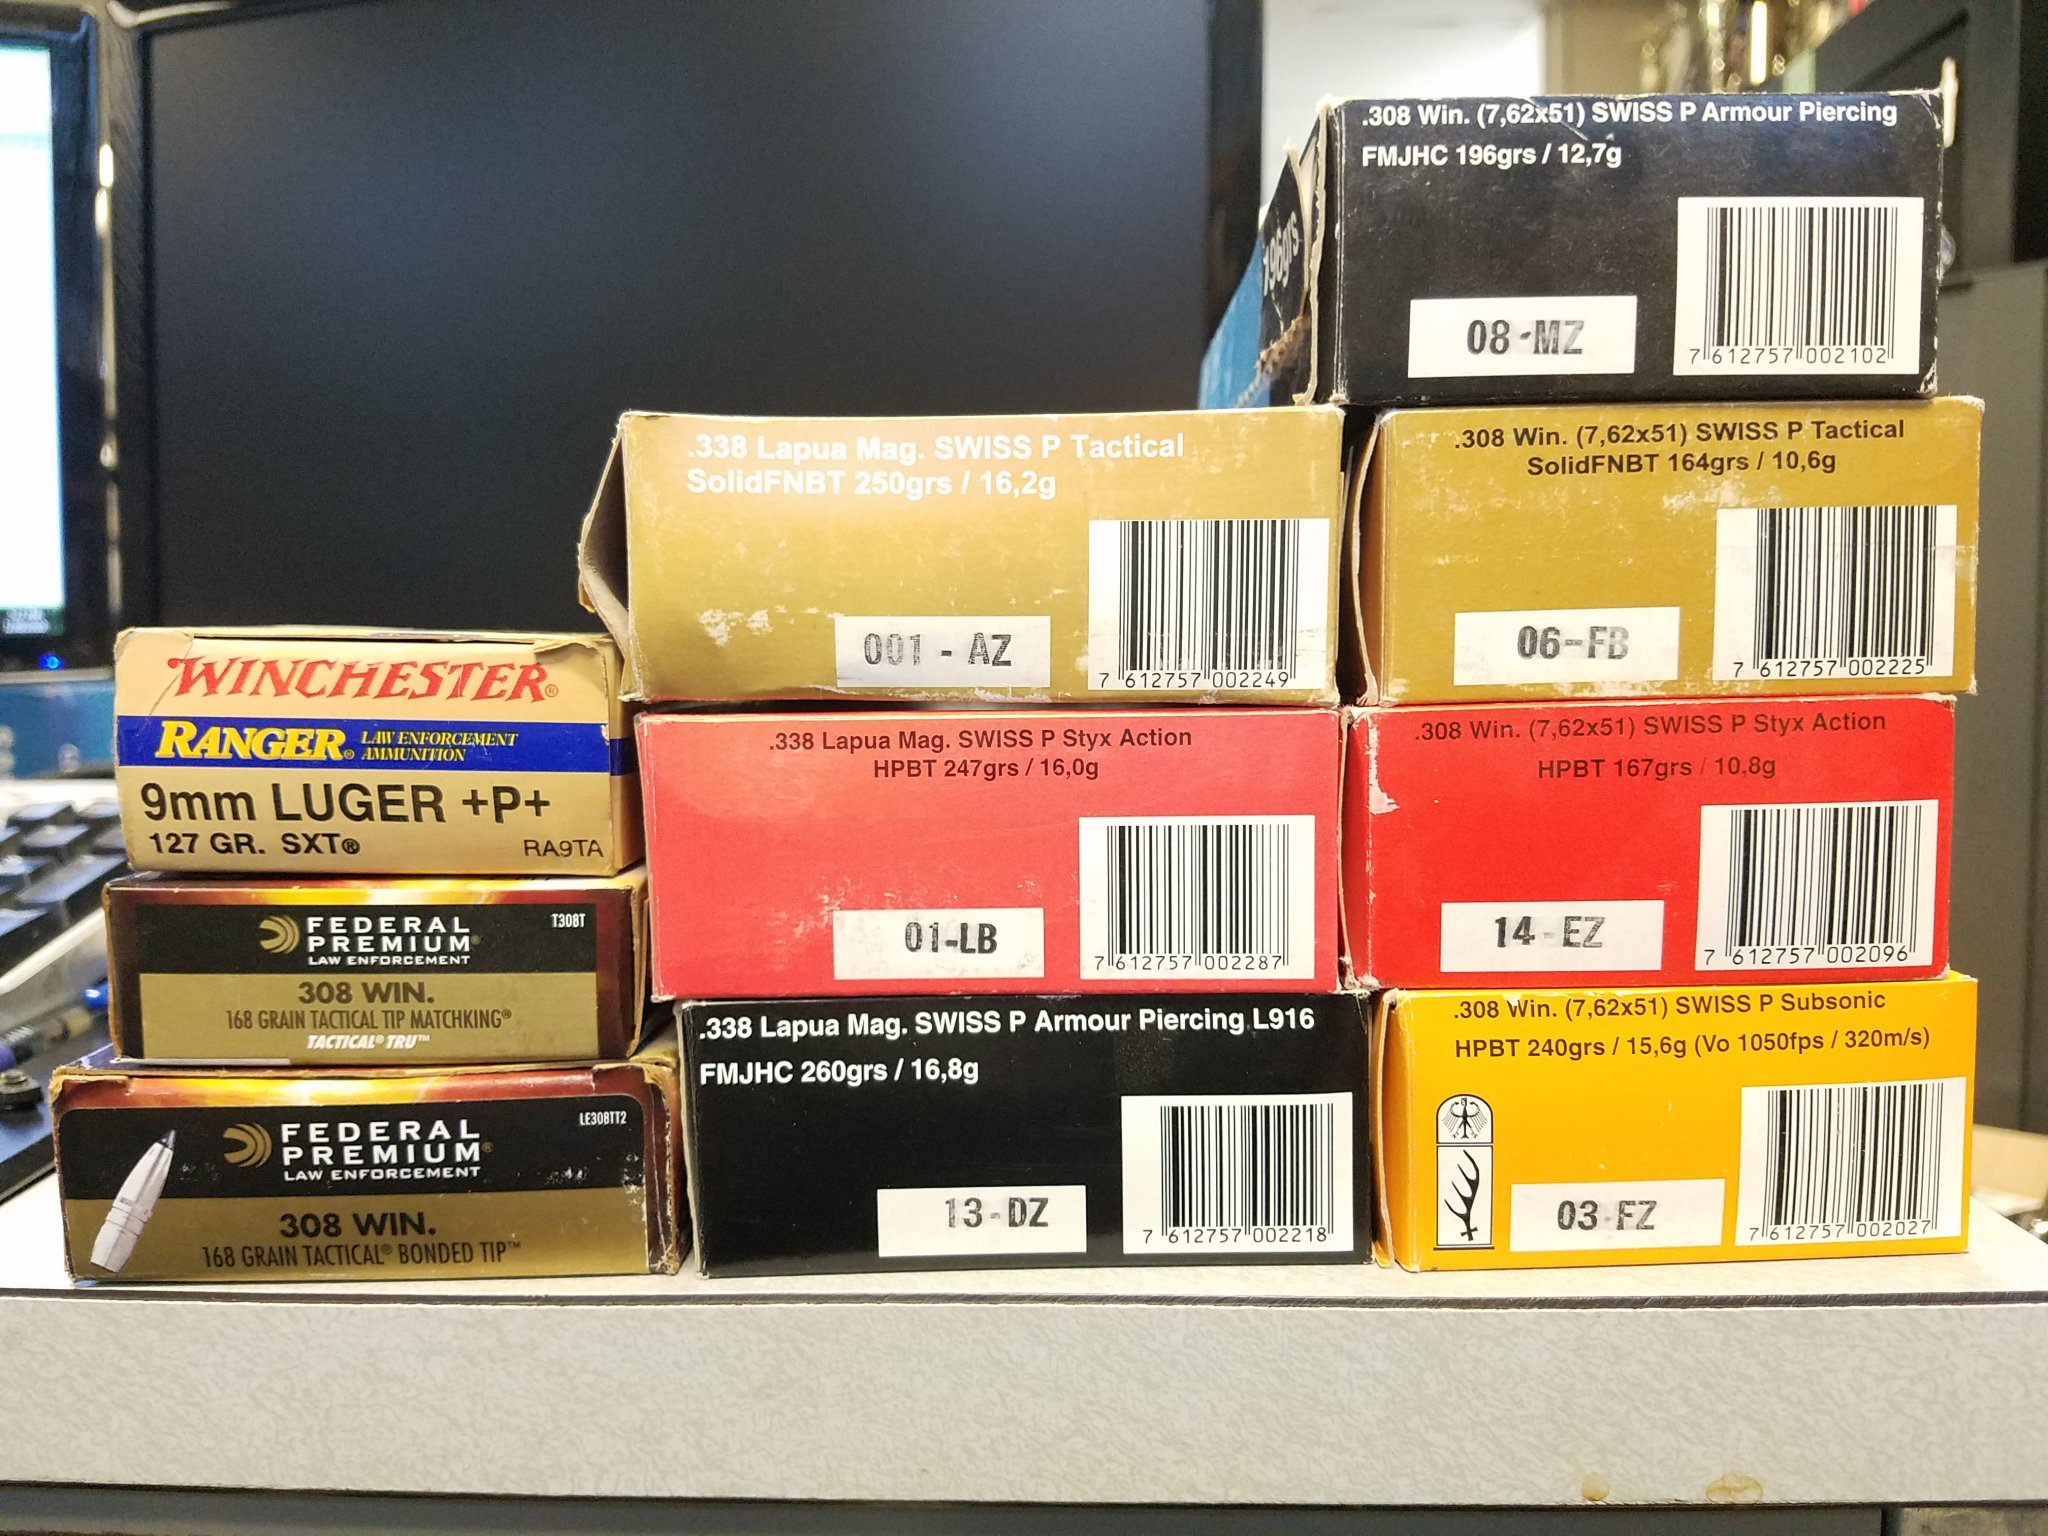 WINCHESTER®
RANGER® LAW ENFORCEMENT
AMMUNITION
9mm LUGER +P+
127 GR. SXT® RA9TA
FEDERAL T308T
PREMIUM®
LAW ENFORCEMENT
308 WIN.
168 GRAIN TACTICAL TIP MATCHKING®
TACTICAL® TRU™
FEDERAL LE308TT2
PREMIUM®
LAW ENFORCEMENT
308 WIN.
168 GRAIN TACTICAL® BONDED TIP™
.338 Lapua Mag. SWISS P Tactical
SolidFNBT 250grs / 16,2g
001 - AZ
7 612757 002249
.338 Lapua Mag. SWISS P Styx Action
HPBT 247grs / 16,0g
01-LB
7 612757 002287
.338 Lapua Mag. SWISS P Armour Piercing L916
FMJHC 260grs / 16,8g
13-DZ
7 612757 002218
.308 Win. (7,62x51) SWISS P Armour Piercing
FMJHC 196grs / 12,7g
196grs
08-MZ
7 612757 002102
.308 Win. (7,62x51) SWISS P Tactical
SolidFNBT 164grs / 10,6g
06-FB
7 612757 002225
.308 Win. (7,62x51) SWISS P Styx Action
HPBT 167grs / 10,8g
14-EZ
7 612757 002096
.308 Win. (7,62x51) SWISS P Subsonic
HPBT 240grs / 15,6g (Vo 1050fps / 320m/s)
03-FZ
7 612757 002027